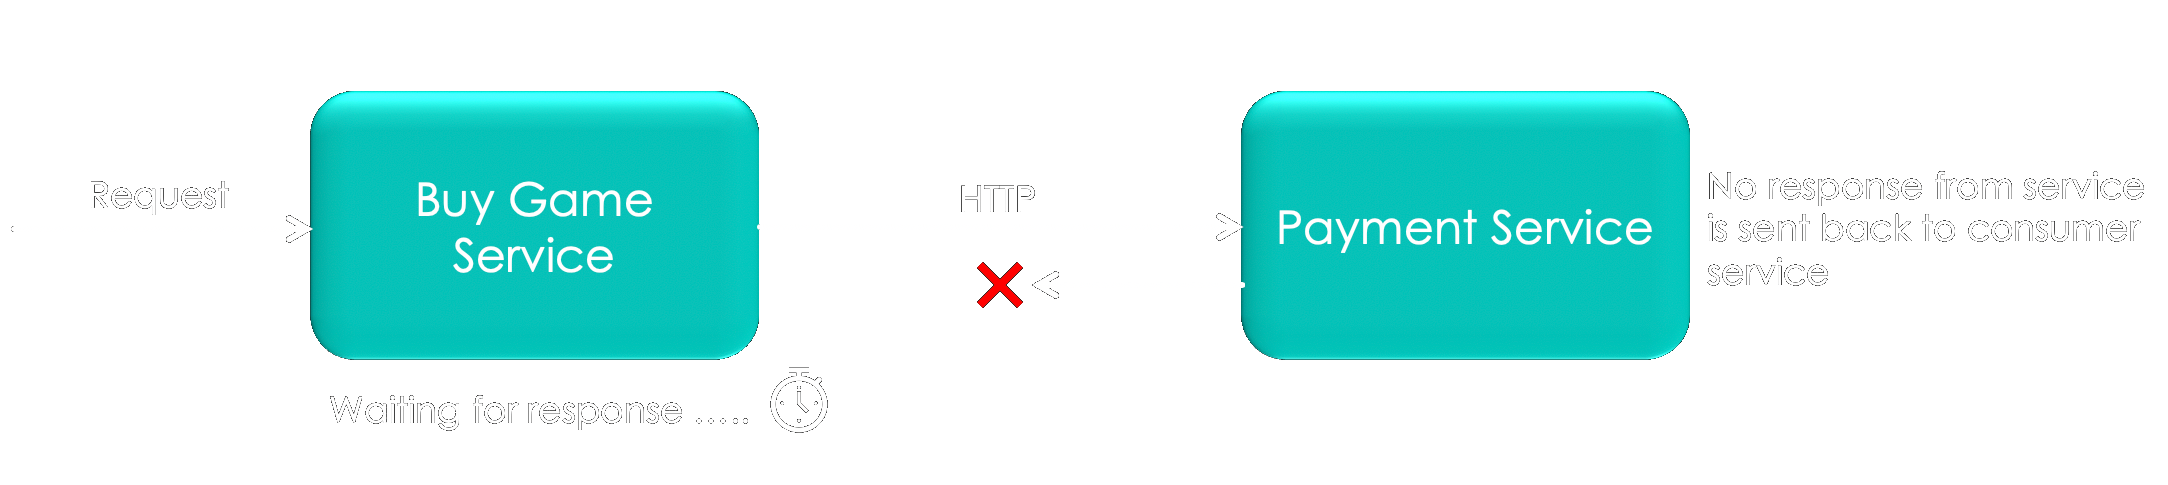 Request
Buy Game
Service
Waiting for response .....
HTTP
Payment Service
No response from service
is sent back to consumer
service